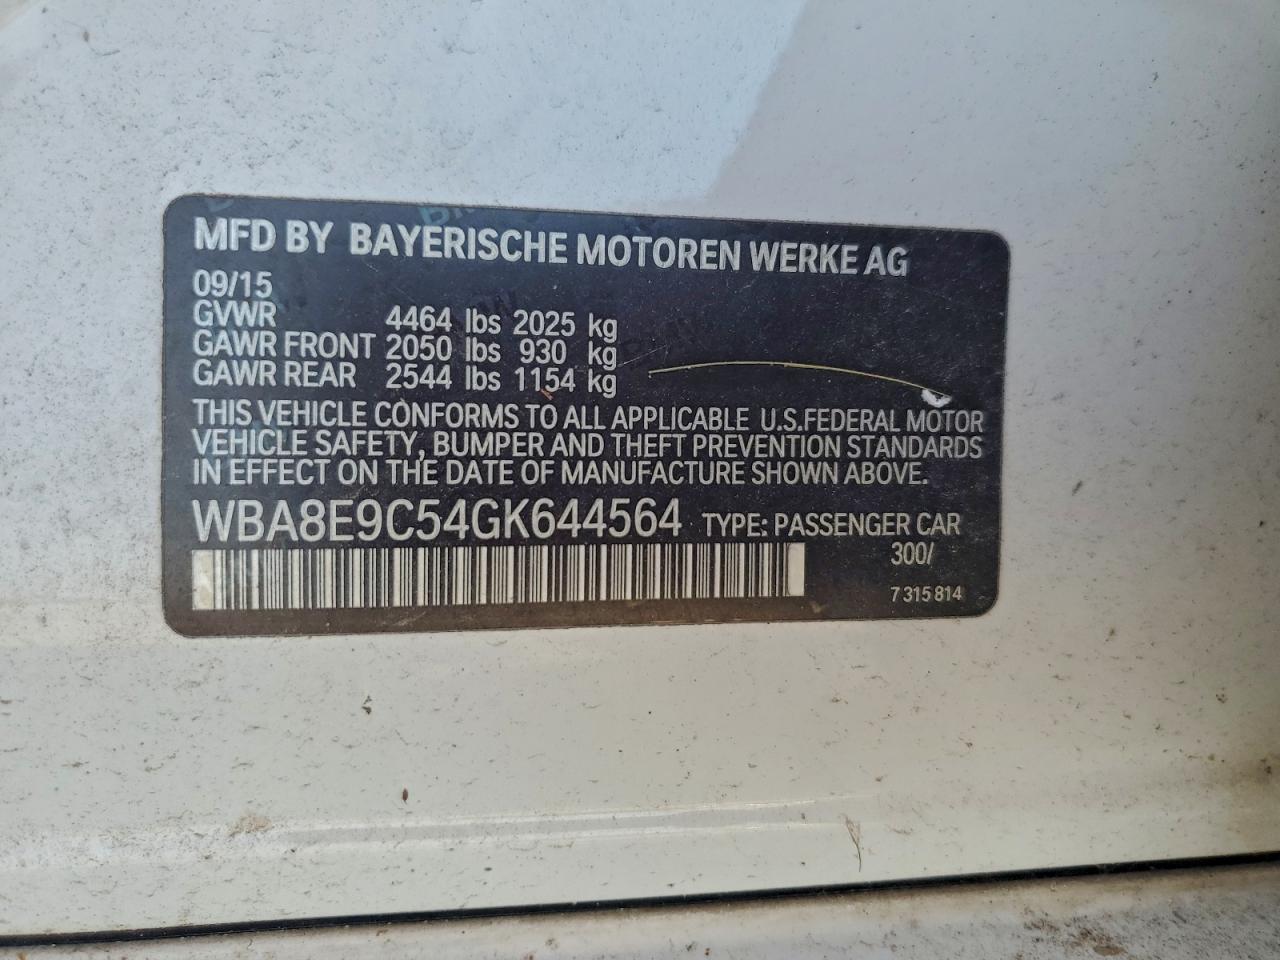 MFD BY BAYERISCHE MOTOREN WERKE AG
09/15
GVWR 4464 lbs 2025 kg
GAWR FRONT 2050 lbs 930 kg
GAWR REAR 2544 lbs 1154 kg
THIS VEHICLE CONFORMS TO ALL APPLICABLE U.S.FEDERAL MOTOR
VEHICLE SAFETY, BUMPER AND THEFT PREVENTION STANDARDS
IN EFFECT ON THE DATE OF MANUFACTURE SHOWN ABOVE.
WBA8E9C54GK644564 TYPE: PASSENGER CAR
300/
7 315 814